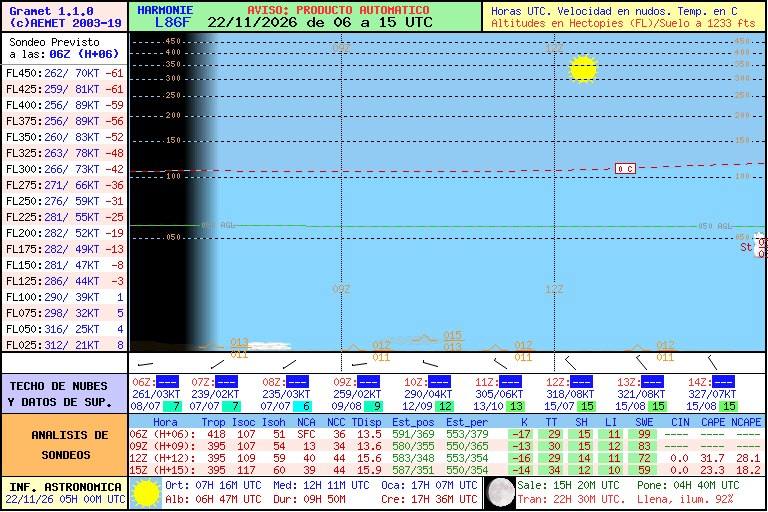 Gramet 1.1.0
(c)AEMET 2003-19
HARMONIE
L86F
AVISO: PRODUCTO AUTOMATICO
22/11/2026 de 06 a 15 UTC
Horas UTC. Velocidad en nudos. Temp. en C
Altitudes en Hectopies (FL)/Suelo a 1233 fts
Sondeo Previsto
a las: 06Z (H+06)
FL450:262/ 70KT -61
FL425:259/ 81KT -61
FL400:256/ 89KT -59
FL375:256/ 89KT -56
FL350:260/ 83KT -52
FL325:263/ 78KT -48
FL300:266/ 73KT -42
FL275:271/ 66KT -36
FL250:276/ 59KT -31
FL225:281/ 55KT -25
FL200:282/ 52KT -19
FL175:282/ 49KT -13
FL150:281/ 47KT -8
FL125:286/ 44KT -3
FL100:290/ 39KT 1
FL075:298/ 32KT 5
FL050:316/ 25KT 4
FL025:312/ 21KT 8
450 09Z 12Z 450
400 400
350 350
300 300
250 250
200 200
150 150
0 C
100 100
050 AGL 050 AGL
050 050
St
09Z 12Z
013 012 015 012 012
011 011 013 011 011
TECHO DE NUBES
Y DATOS DE SUP.
06Z:--- 07Z:--- 08Z:--- 09Z:--- 10Z:--- 11Z:--- 12Z:--- 13Z:--- 14Z:---
261/03KT 239/02KT 235/03KT 259/02KT 290/04KT 305/06KT 318/08KT 321/08KT 327/07KT
08/07 7 07/07 7 07/07 6 09/08 9 12/09 12 13/10 13 15/07 15 15/08 15 15/08 15
ANALISIS DE
SONDEOS
Hora Trop Isoc Isoh NCA NCC TDisp Est_pos Est_per K TT SH LI SWE CIN CAPE NCAPE
06Z (H+06): 418 107 51 SFC 36 13.5 591/369 553/379 -17 29 15 11 99 ---- ---- ----
09Z (H+09): 395 107 54 13 34 13.6 580/355 550/365 -13 30 15 12 83 ---- ---- ----
12Z (H+12): 395 109 59 40 44 15.6 583/348 553/354 -16 29 14 11 72 0.0 31.7 28.1
15Z (H+15): 395 117 60 39 44 15.9 587/351 550/354 -14 34 12 10 59 0.0 23.3 18.2
INF. ASTRONOMICA
22/11/26 05H 00M UTC
Ort: 07H 16M UTC Med: 12H 11M UTC Oca: 17H 07M UTC
Alb: 06H 47M UTC Dur: 09H 50M Cre: 17H 36M UTC
Sale: 15H 20M UTC Pone: 04H 40M UTC
Tran: 22H 30M UTC. Llena, ilum. 92%